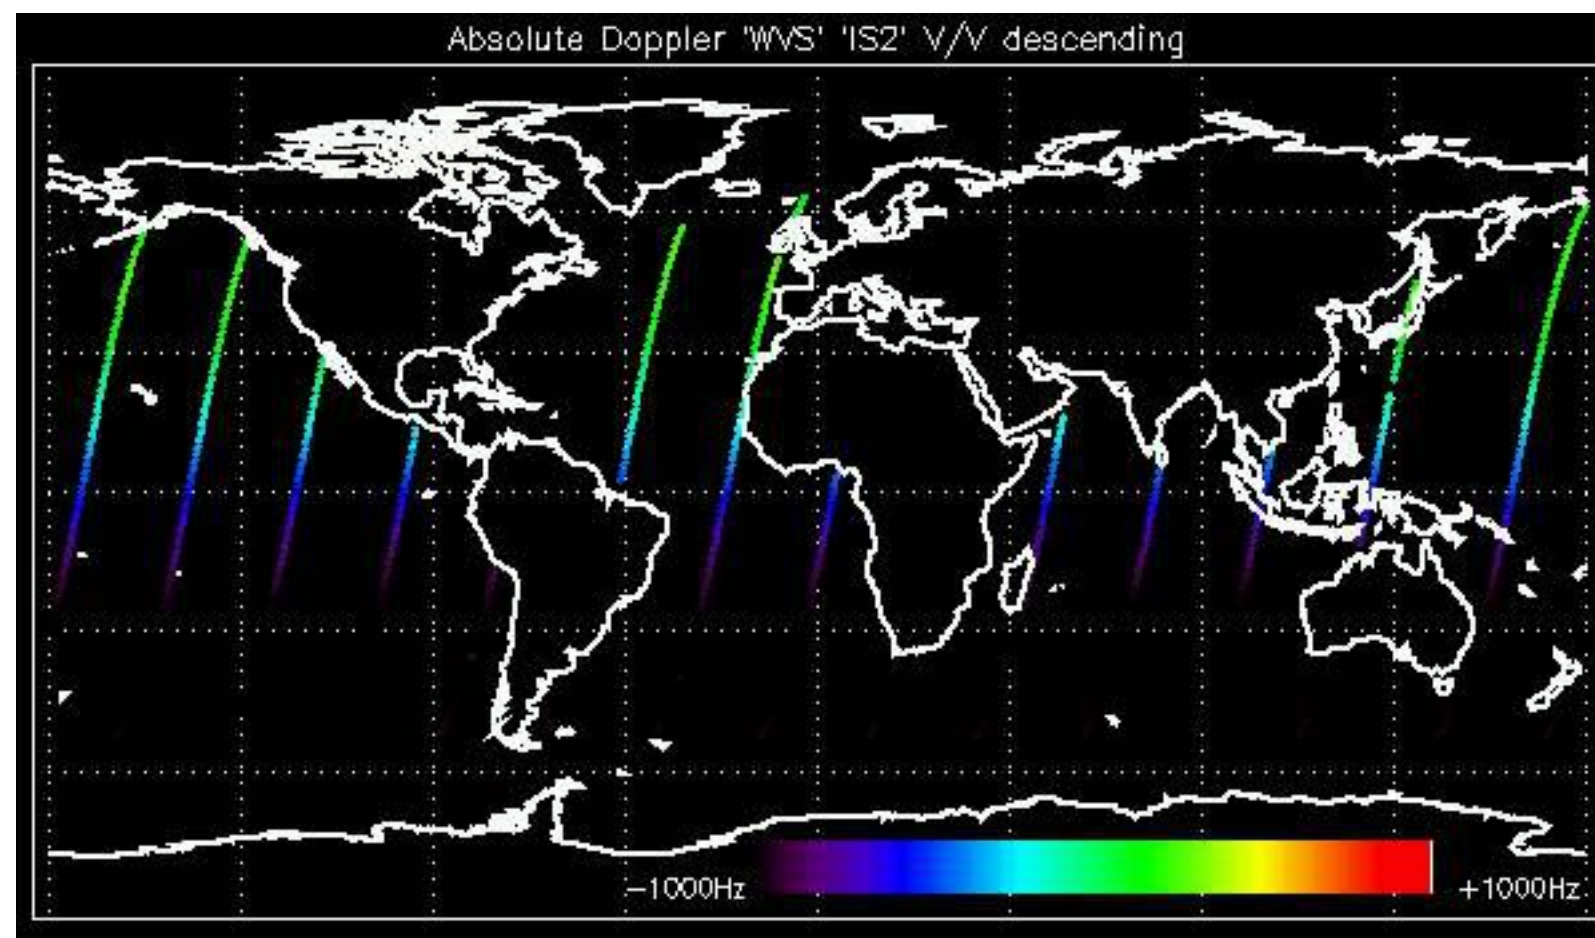 Absolute Doppler 'WVS' 'IS2' V/V descending
-1000Hz
+1000Hz